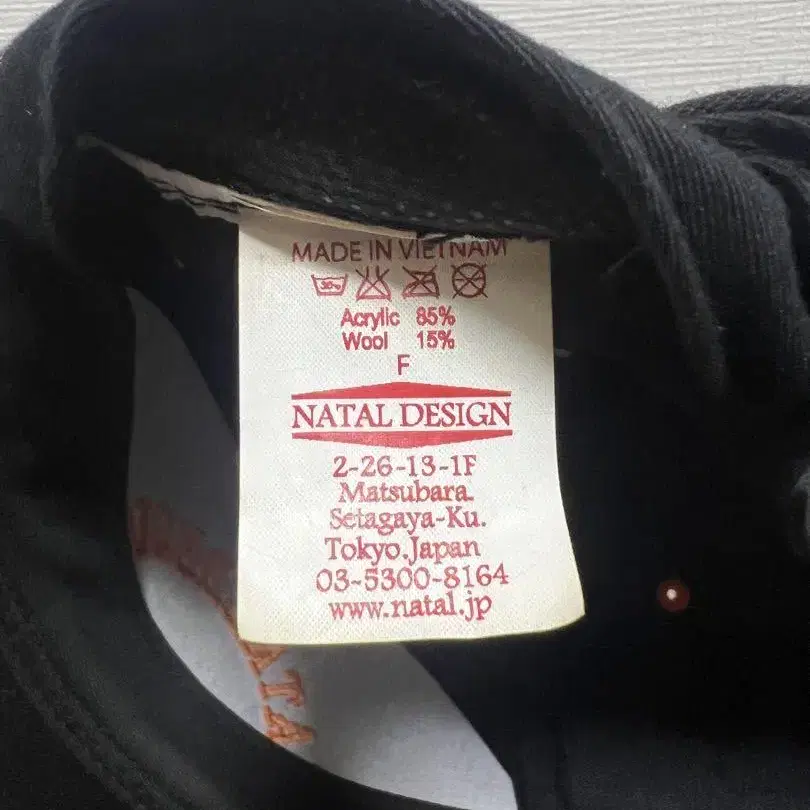 MADE IN VIETNAM
Acrylic 85%
Wool 15%
F
NATAL DESIGN
2-26-13-1F
Matsubara.
Setagaya-Ku.
Tokyo.Japan
03-5300-8164
www.natal.jp